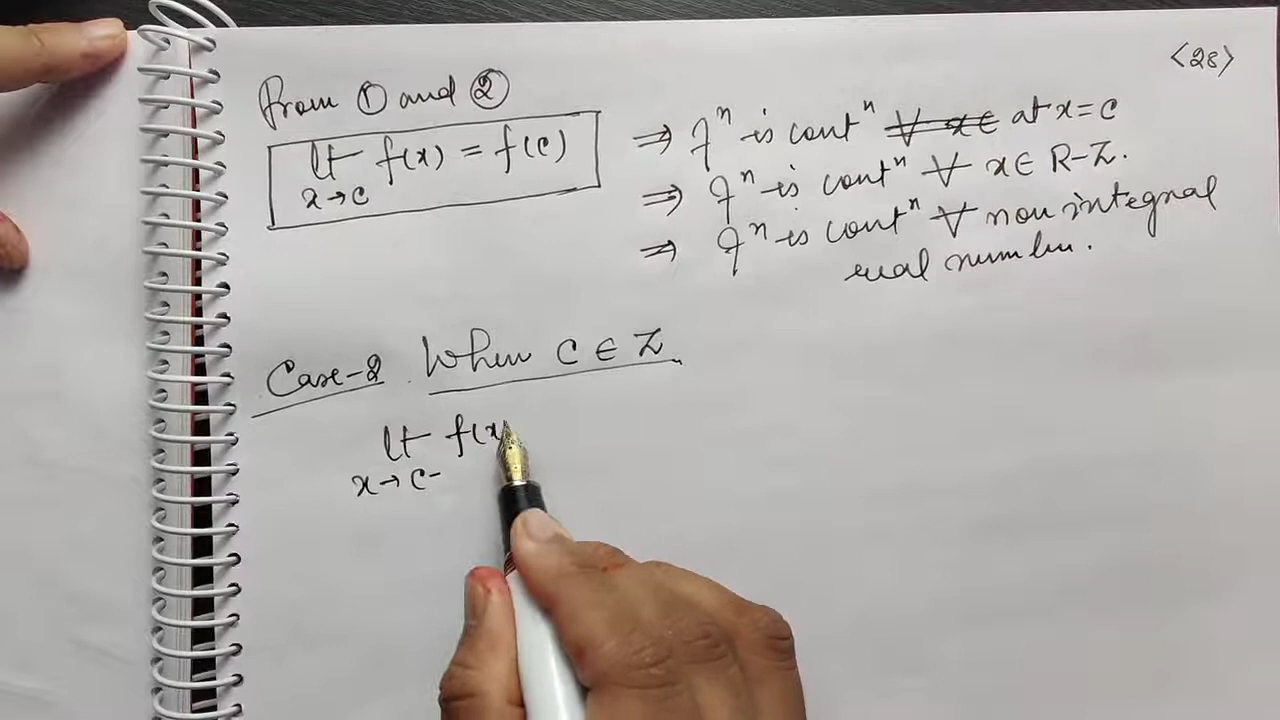 <28>
From ① and ②
lt f(x) = f(c)
x→c
⇒ fⁿ is contⁿ ∀ x∈ at x=c
⇒ fⁿ is contⁿ ∀ x∈ R-Z.
⇒ fⁿ is contⁿ ∀ non integral
real number.
Case-2 When C ∈ Z
lt f(x)
x→c-